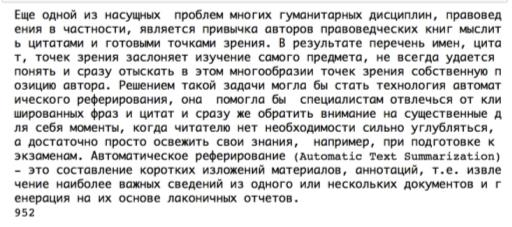 Еще одной из насущных  проблем многих гуманитарных дисциплин, правовед
ения в частности, является привычка авторов правоведческих книг мыслит
ь цитатами и готовыми точками зрения. В результате перечень имен, цита
т, точек зрения заслоняет изучение самого предмета, не всегда удается
понять и сразу отыскать в этом многообразии точек зрения собственную п
озицию автора. Решением такой задачи могла бы стать технология автомат
ического реферирования, она  помогла бы  специалистам отвлечься от кли
шированных фраз и цитат и сразу же обратить внимание на существенные д
ля себя моменты, когда читателю нет необходимости сильно углубляться,
а достаточно просто освежить свои знания,  например, при подготовке к
экзаменам. Автоматическое реферирование (Automatic Text Summarization)
– это составление коротких изложений материалов, аннотаций, т.е. извле
чение наиболее важных сведений из одного или нескольких документов и г
енерация на их основе лаконичных отчетов.
952